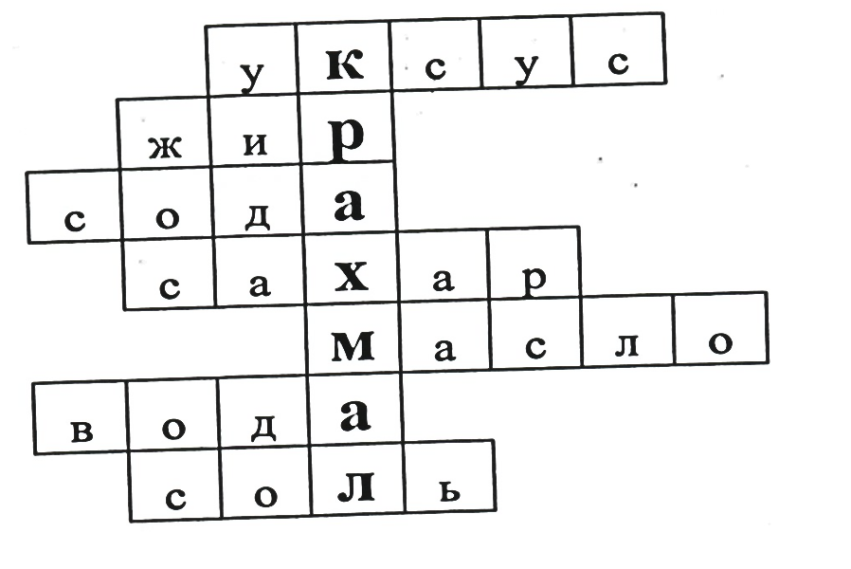 уксус
жир
сода
сахар
масло
вода
соль